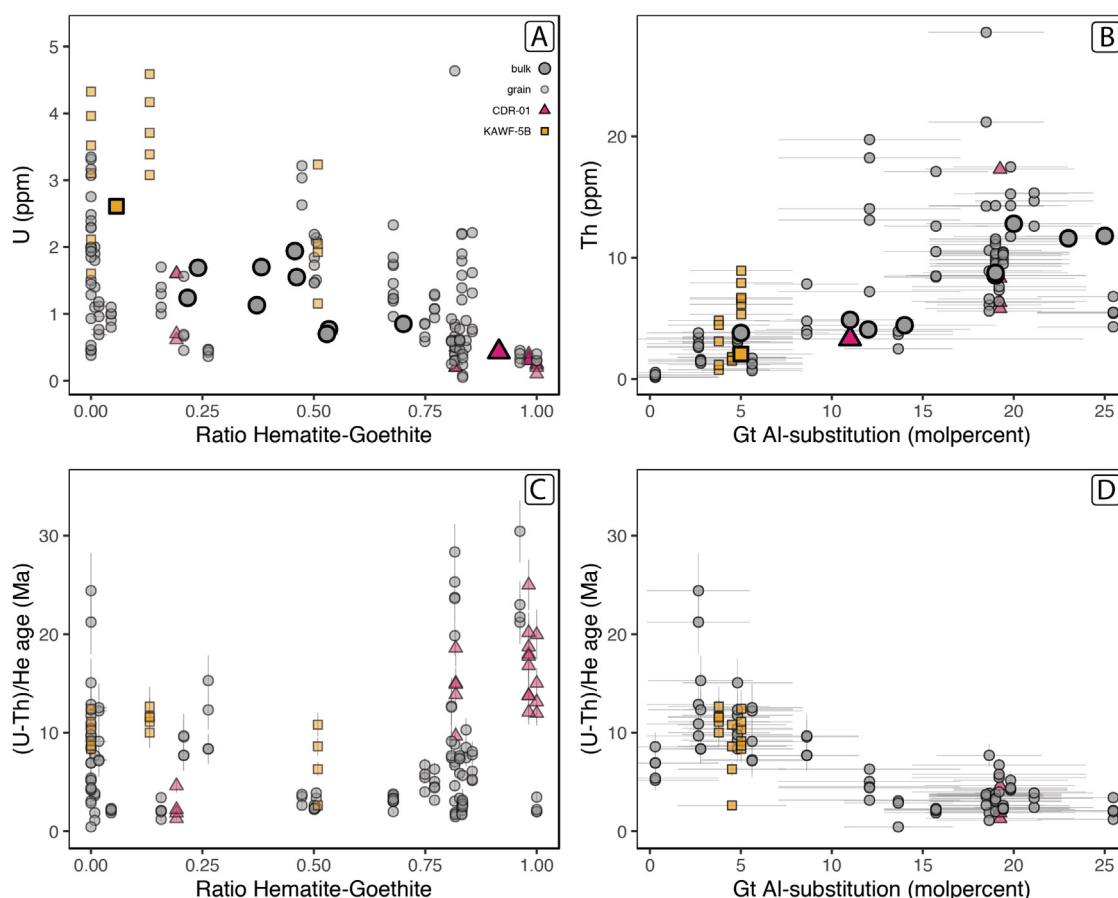 A
bulk
grain
CDR-01
KAWF-5B
U (ppm)
5
4
3
2
1
0
0.00 0.25 0.50 0.75 1.00
Ratio Hematite-Goethite
B
Th (ppm)
20
10
0
0 5 10 15 20 25
Gt Al-substitution (molpercent)
C
(U-Th)/He age (Ma)
30
20
10
0
0.00 0.25 0.50 0.75 1.00
Ratio Hematite-Goethite
D
(U-Th)/He age (Ma)
30
20
10
0
0 5 10 15 20 25
Gt Al-substitution (molpercent)